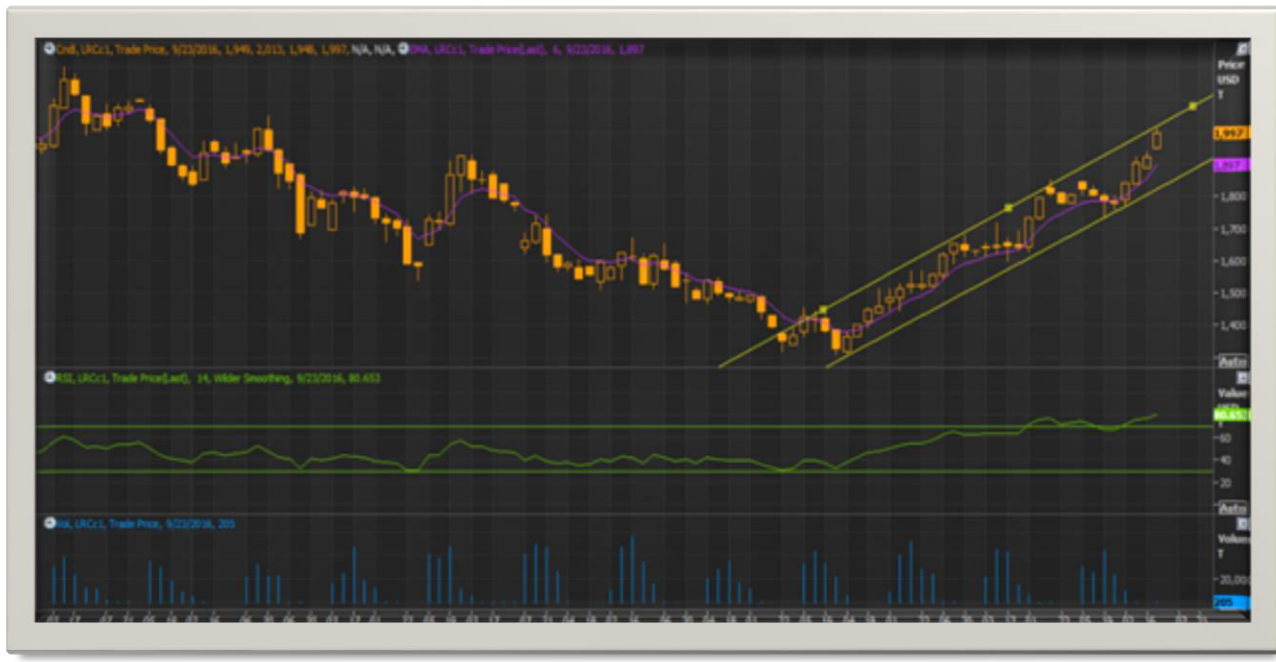 Cndl, LRCc1, Trade Price, 9/23/2016, 1,949, 2,013, 1,948, 1,997, N/A, N/A, EMA, LRCc1, Trade Price(Last), 6, 9/23/2016, 1,897
Price
USD
T
1,997
1,897
1,800
1,700
1,600
1,500
1,400
Auto
RSI, LRCc1, Trade Price(Last), 14, Wilder Smoothing, 9/23/2016, 80.653
Value
USD
80.65
60
40
20
Auto
Vol, LRCc1, Trade Price, 9/23/2016, 205
Volume
T
20,000
205